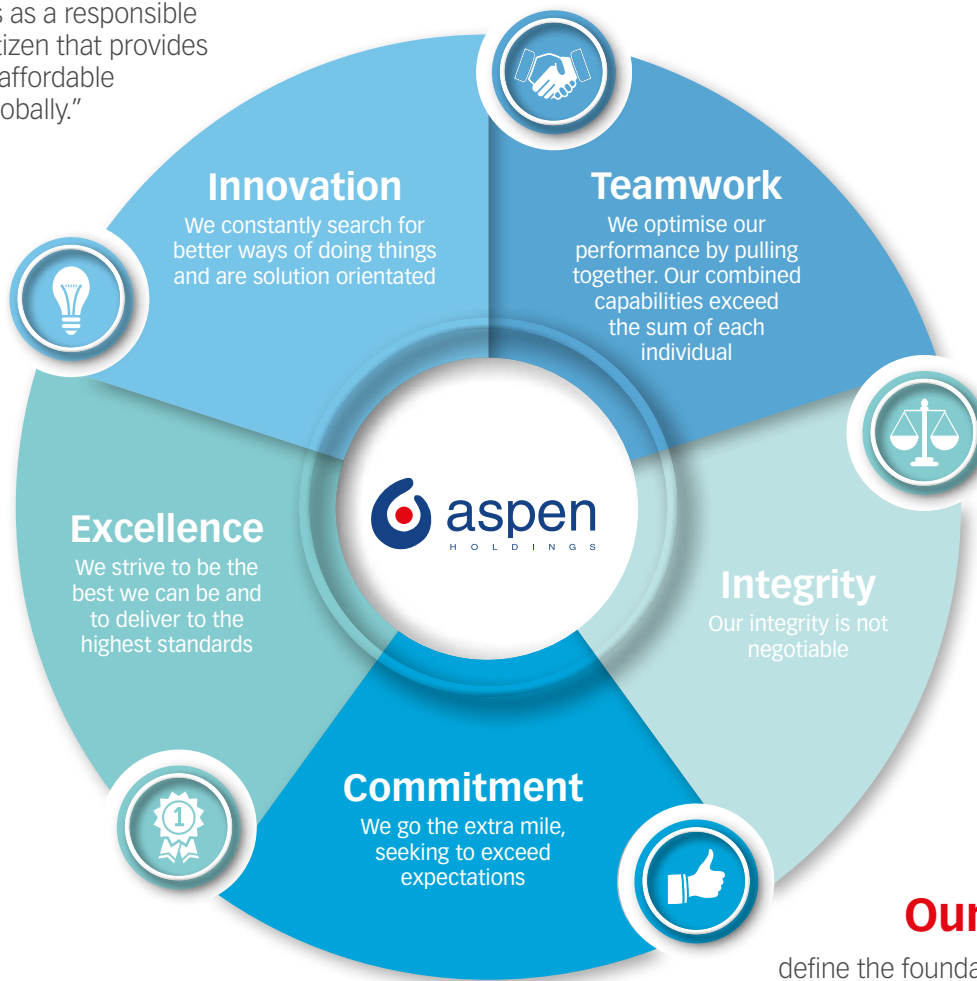 s as a responsible
tizen that provides
affordable
obally.”
Innovation
We constantly search for
better ways of doing things
and are solution orientated
Teamwork
We optimise our
performance by pulling
together. Our combined
capabilities exceed
the sum of each
individual
Excellence
We strive to be the
best we can be and
to deliver to the
highest standards
aspen
HOLDINGS
Integrity
Our integrity is not
negotiable
Commitment
We go the extra mile,
seeking to exceed
expectations
1
Our
define the founda